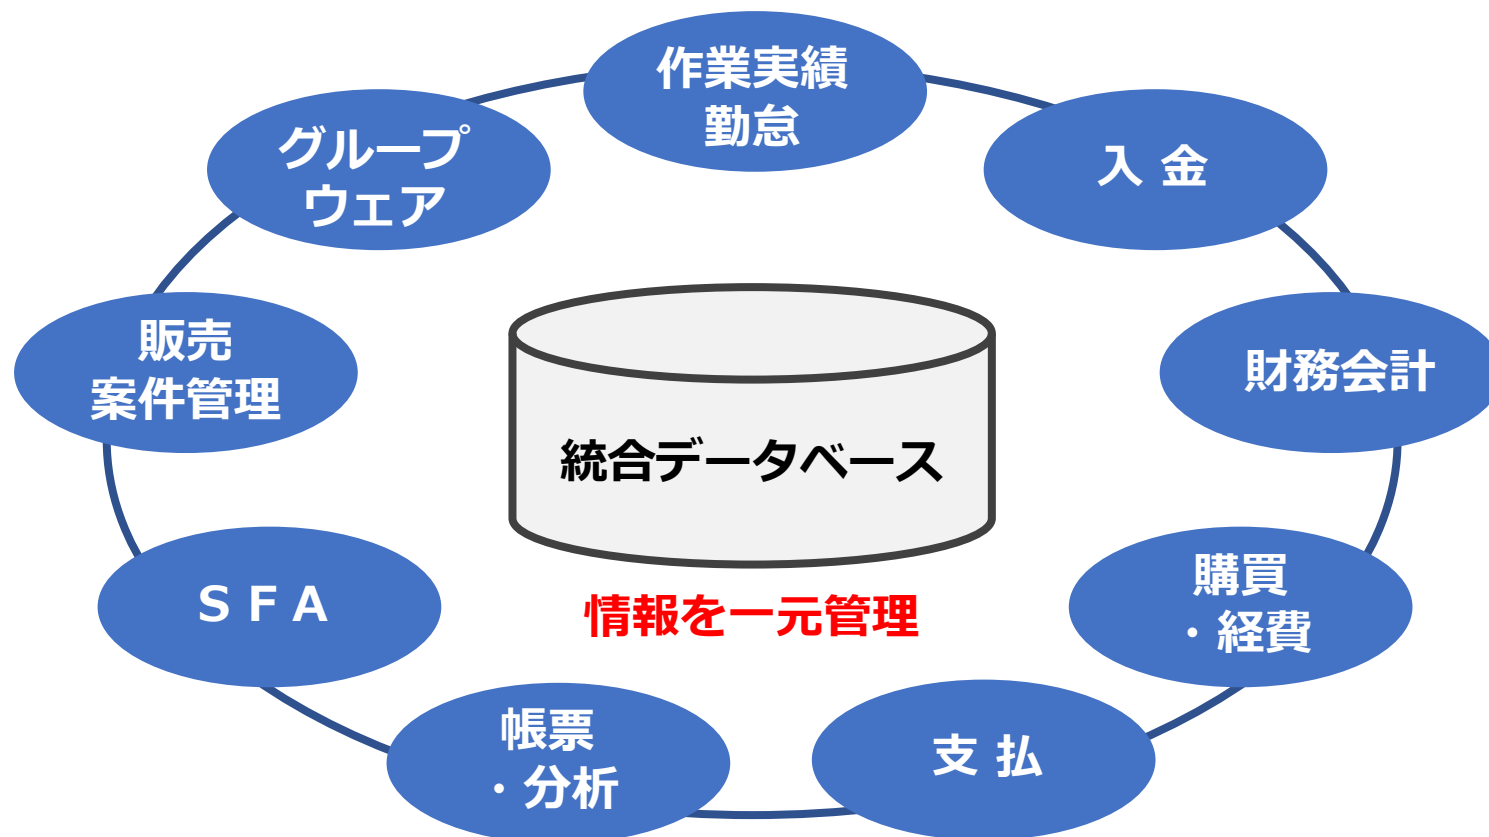 作業実績
勤怠
グループ
ウェア
入 金
販売
案件管理
財務会計
統合データベース
購買
・経費
ＳＦＡ
情報を一元管理
帳票
・分析
支 払